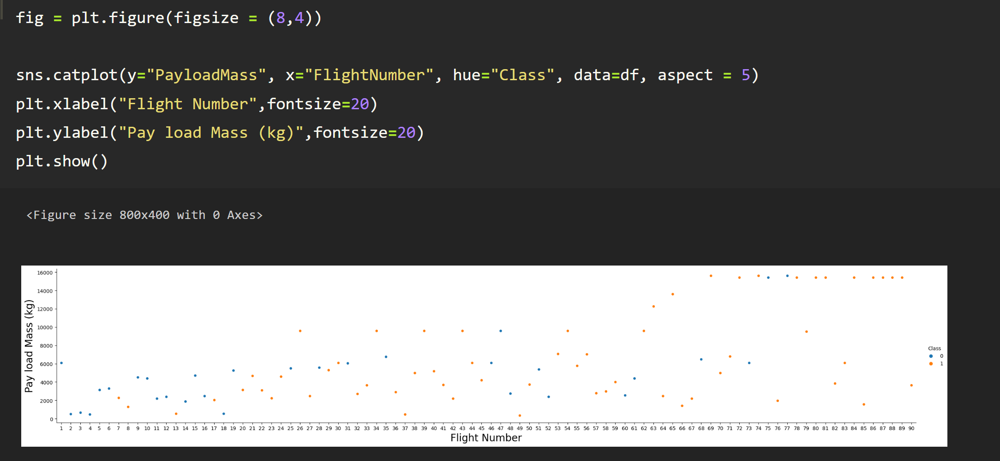 fig = plt.figure(figsize = (8,4))
sns.catplot(y="PayloadMass", x="FlightNumber", hue="Class", data=df, aspect = 5)
plt.xlabel("Flight Number",fontsize=20)
plt.ylabel("Pay load Mass (kg)",fontsize=20)
plt.show()
<Figure size 800x400 with 0 Axes>
Pay load Mass (kg)
16000
14000
12000
10000
8000
6000
4000
2000
0
1 2 3 4 5 6 7 8 9 10 11 12 13 14 15 16 17 18 19 20 21 22 23 24 25 26 27 28 29 30 31 32 33 34 35 36 37 38 39 40 41 42 43 44 45 46 47 48 49 50 51 52 53 54 55 56 57 58 59 60 61 62 63 64 65 66 67 68 69 70 71 72 73 74 75 76 77 78 79 80 81 82 83 84 85 86 87 88 89 90
Flight Number
Class
0
1